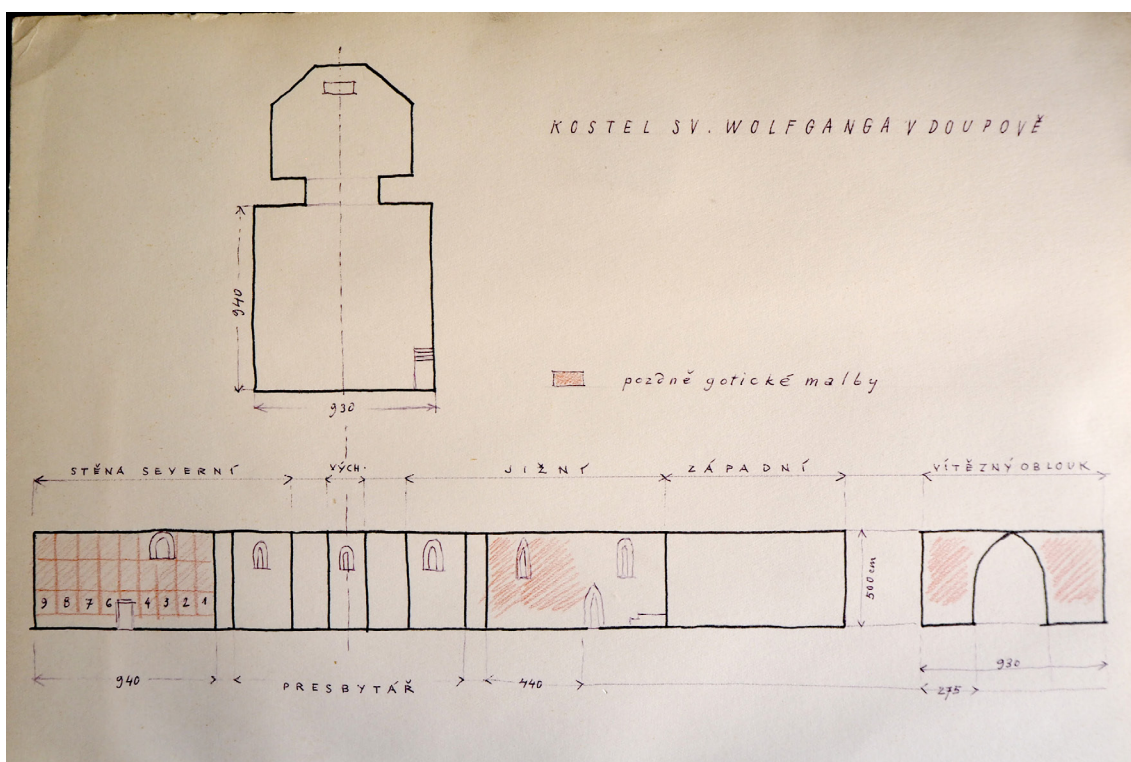 KOSTEL SV. WOLFGANGA V DOUPOVĚ
940
930
pozdně gotické malby
STĚNA SEVERNÍ
VÝCH.
JIŽNÍ
ZÁPADNÍ
VÍTĚZNÝ OBLOUK
9 8 7 6 4 3 2 1
500 cm
940
PRESBYTÁŘ
440
930
275